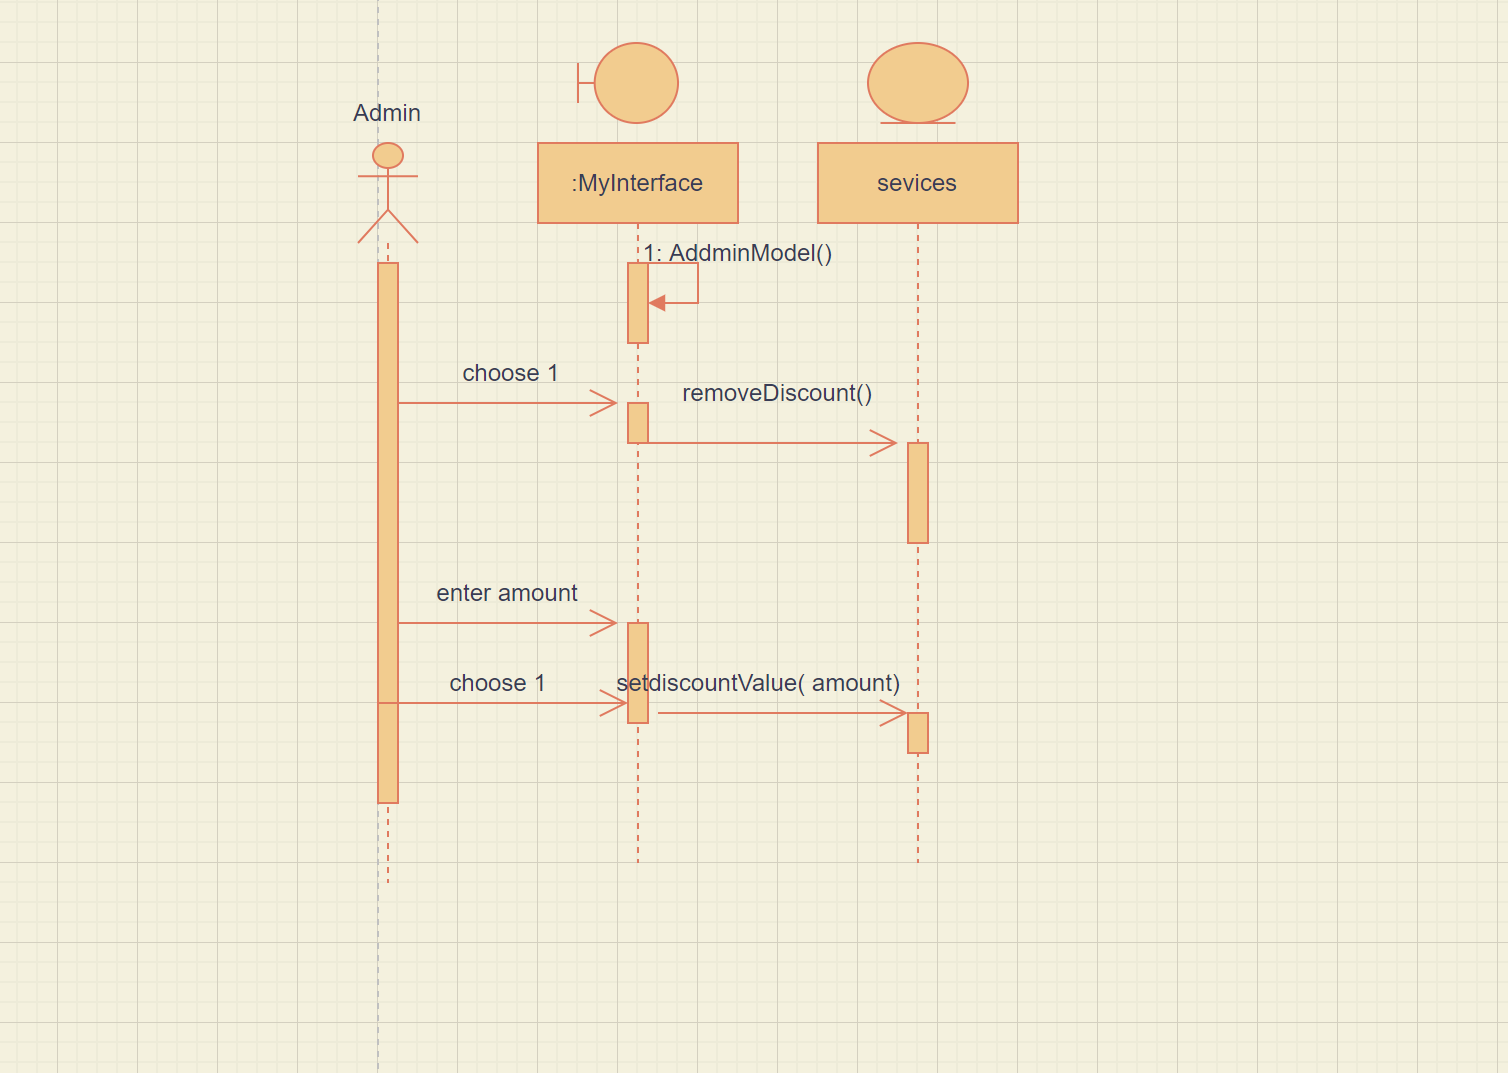 Admin
:MyInterface
sevices
1: AddminModel()
choose 1
removeDiscount()
enter amount
choose 1
setdiscountValue( amount)